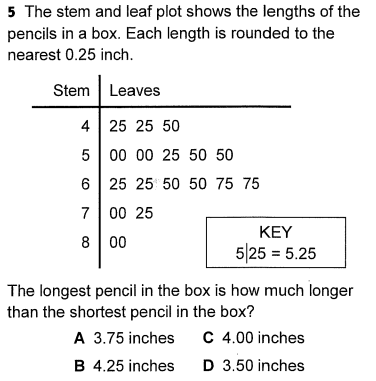 5 The stem and leaf plot shows the lengths of the
pencils in a box. Each length is rounded to the
nearest 0.25 inch.
Stem Leaves
4 25 25 50
5 00 00 25 50 50
6 25 25 50 50 75 75
7 00 25
8 00
KEY
5|25 = 5.25
The longest pencil in the box is how much longer
than the shortest pencil in the box?
A 3.75 inches C 4.00 inches
B 4.25 inches D 3.50 inches